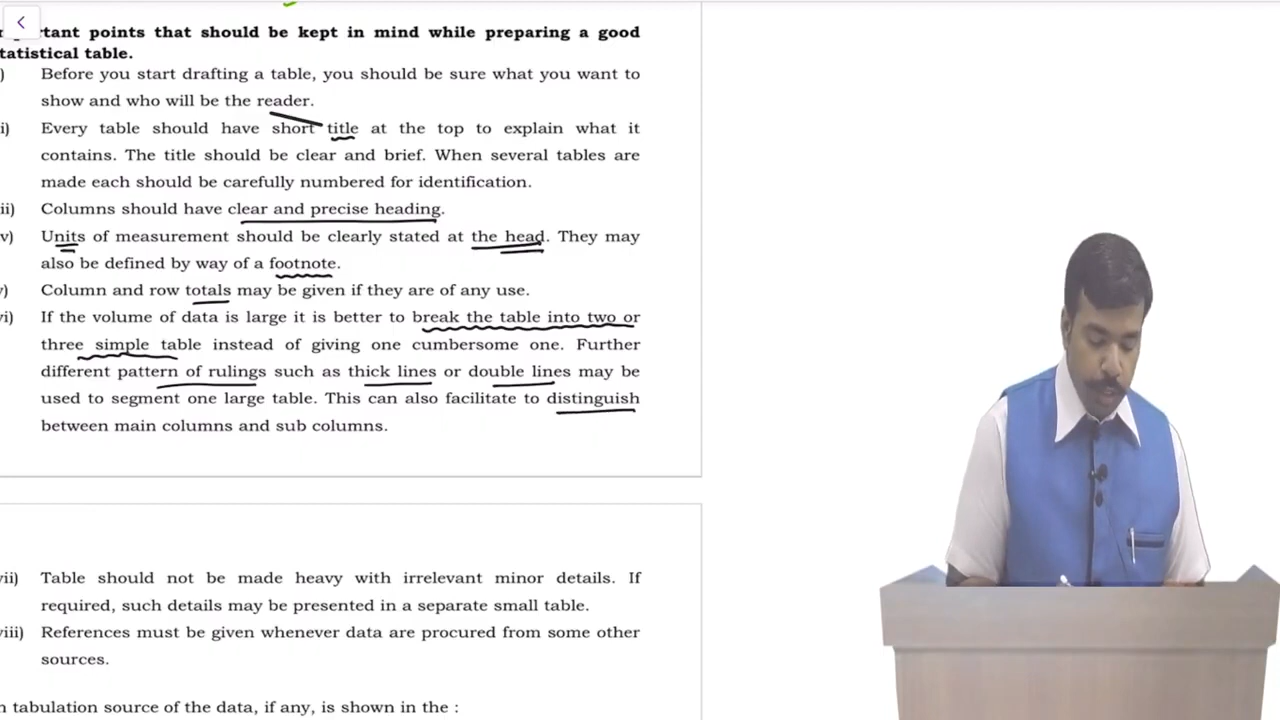 rtant points that should be kept in mind while preparing a good
tatistical table.
) Before you start drafting a table, you should be sure what you want to
show and who will be the reader.
i) Every table should have short title at the top to explain what it
contains. The title should be clear and brief. When several tables are
made each should be carefully numbered for identification.
ii) Columns should have clear and precise heading.
v) Units of measurement should be clearly stated at the head. They may
also be defined by way of a footnote.
) Column and row totals may be given if they are of any use.
i) If the volume of data is large it is better to break the table into two or
three simple table instead of giving one cumbersome one. Further
different pattern of rulings such as thick lines or double lines may be
used to segment one large table. This can also facilitate to distinguish
between main columns and sub columns.
ii) Table should not be made heavy with irrelevant minor details. If
required, such details may be presented in a separate small table.
viii) References must be given whenever data are procured from some other
sources.
n tabulation source of the data, if any, is shown in the :